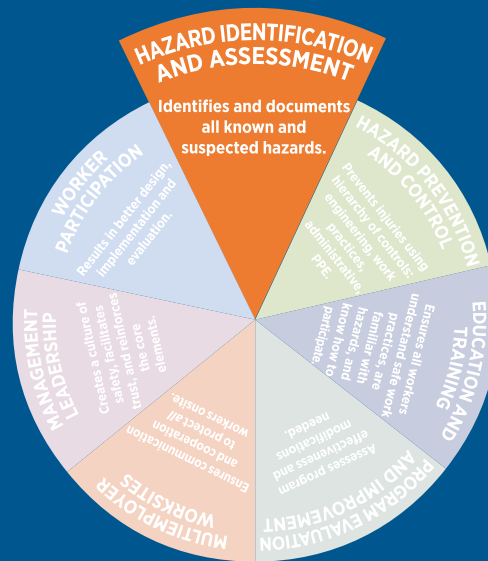 HAZARD IDENTIFICATION
AND ASSESSMENT
Identifies and documents
all known and
suspected hazards.
HAZARD PREVENTION
AND CONTROL
Prevents injuries using
hierarchy of controls:
engineering, work
practices,
administrative,
PPE.
EDUCATION AND
TRAINING
Ensures all workers
understand safe work
practices, are
familiar with
hazards, and
know how to
participate.
PROGRAM EVALUATION
AND IMPROVEMENT
Assesses program
effectiveness and
modifications
needed.
MULTIEMPLOYER
WORKSITES
Ensures communication
and cooperation
to protect all
workers onsite.
MANAGEMENT
LEADERSHIP
Creates a culture of
safety, facilitates
trust, and reinforces
the core
elements.
WORKER
PARTICIPATION
Results in better design,
implementation and
evaluation.